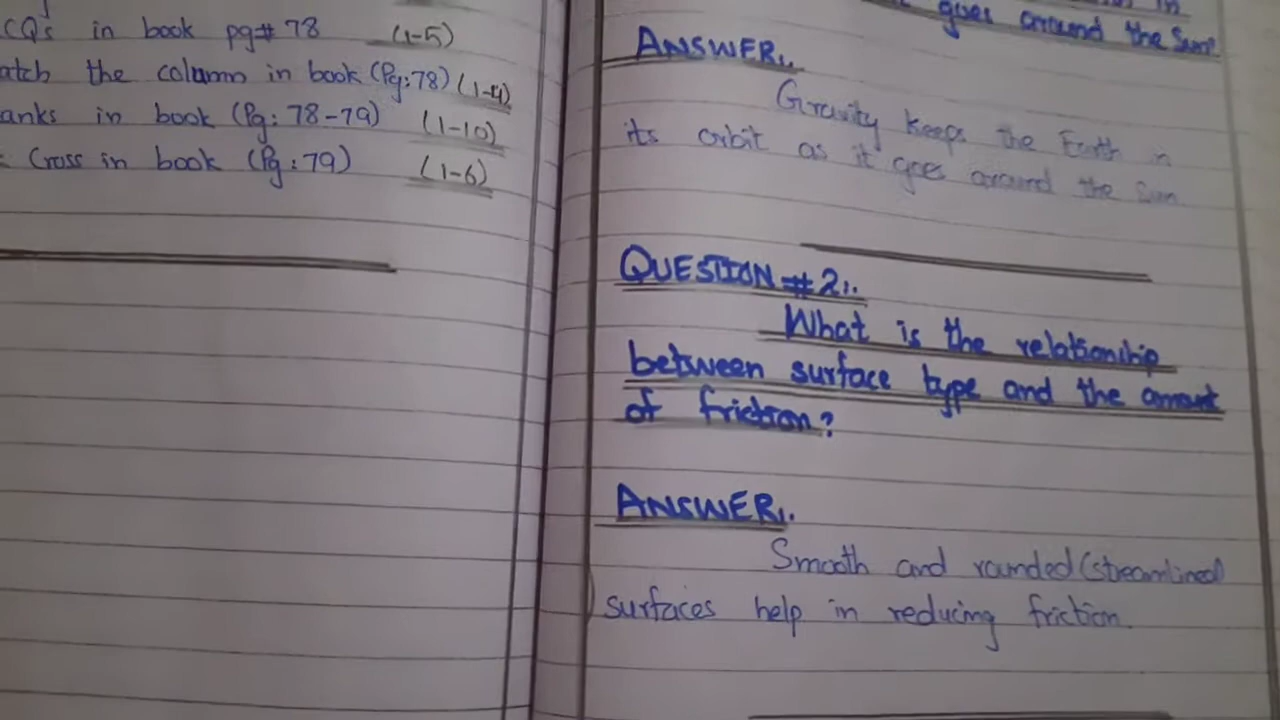 CQ's in book pg# 78 (1-5)
atch the column in book (Pg:78) (1-4)
anks in book (Pg: 78-79) (1-10)
Cross in book (Pg:79) (1-6)
goes around the Sun?
ANSWER:.
Gravity keeps the Earth in
its orbit as it goes around the Sun
QUESTION #2:.
What is the relationship
between surface type and the amount
of friction?
ANSWER:.
Smooth and rounded (streamlined)
surfaces help in reducing friction.